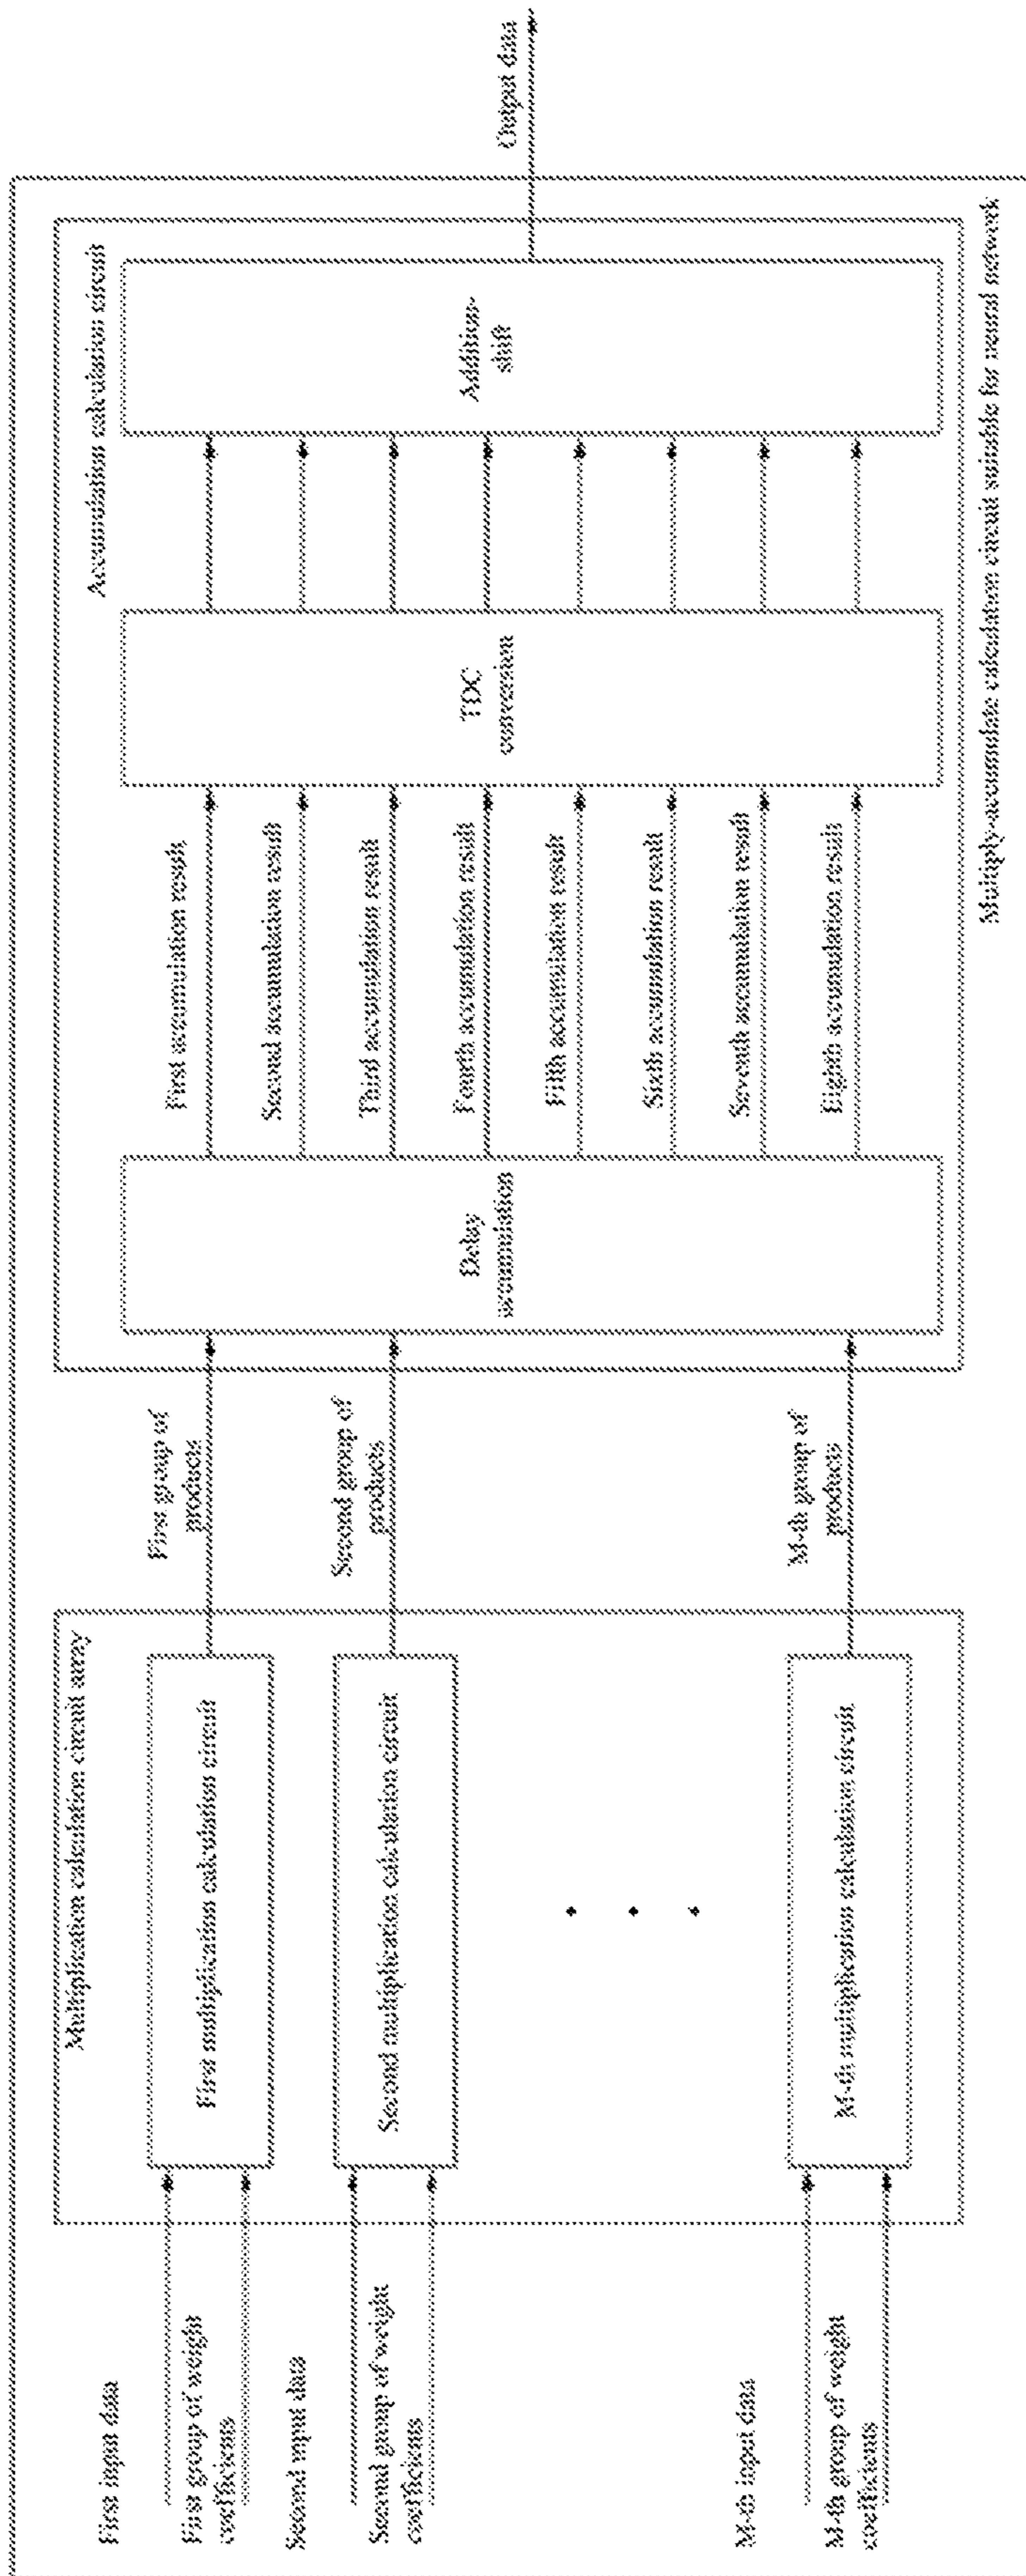 First input data
First group of weight
coefficients
Second input data
Second group of weight
coefficients
M-th input data
M-th group of weight
coefficients
Multiplication calculation circuit array
First multiplication calculation circuit
Second multiplication calculation circuit
M-th multiplication calculation circuit
First group of
products
Second group of
products
M-th group of
products
Accumulation calculation circuit
Delay
accumulation
First accumulation result
Second accumulation result
Third accumulation result
Fourth accumulation result
Fifth accumulation result
Sixth accumulation result
Seventh accumulation result
Eighth accumulation result
TDC
conversion
Addition-
shift
Output data
Multiply-accumulate calculation circuit suitable for neural network